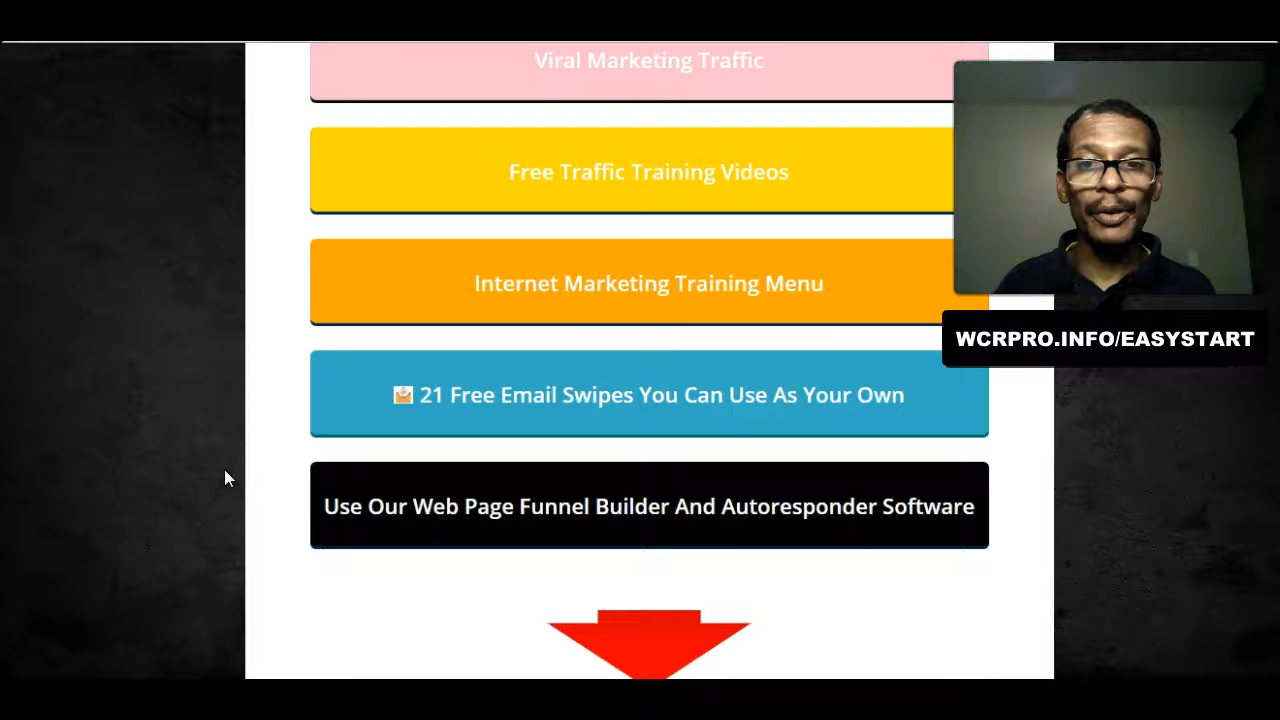 Viral Marketing Traffic
Free Traffic Training Videos
Internet Marketing Training Menu
WCRPRO.INFO/EASYSTART
21 Free Email Swipes You Can Use As Your Own
Use Our Web Page Funnel Builder And Autoresponder Software